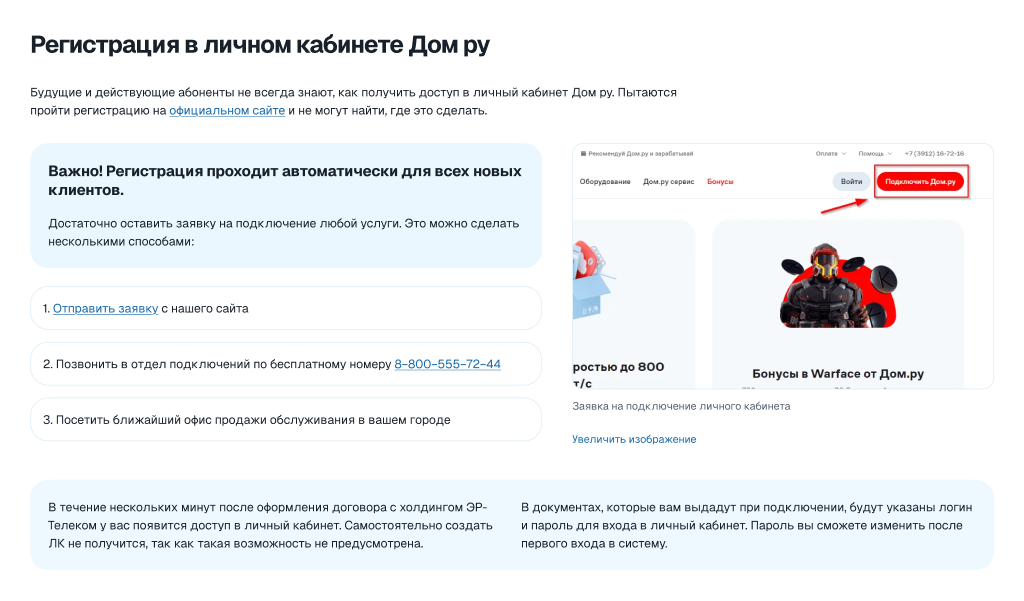 Регистрация в личном кабинете Дом ру
Будущие и действующие абоненты не всегда знают, как получить доступ в личный кабинет Дом ру. Пытаются
пройти регистрацию на официальном сайте и не могут найти, где это сделать.
Важно! Регистрация проходит автоматически для всех новых
клиентов.
Достаточно оставить заявку на подключение любой услуги. Это можно сделать
несколькими способами:
1. Отправить заявку с нашего сайта
2. Позвонить в отдел подключений по бесплатному номеру 8-800-555-72-44
3. Посетить ближайший офис продажи обслуживания в вашем городе
Рекомендуй Дом.ру и зарабатывай
Оплата
Помощь
+7 (3912) 16-72-16
Оборудование
Дом.ру сервис
Бонусы
Войти
Подключить Дом.ру
ростью до 800
т/с
Бонусы в Warface от Дом.ру
Заявка на подключение личного кабинета
Увеличить изображение
В течение нескольких минут после оформления договора с холдингом ЭР-
Телеком у вас появится доступ в личный кабинет. Самостоятельно создать
ЛК не получится, так как такая возможность не предусмотрена.
В документах, которые вам выдадут при подключении, будут указаны логин
и пароль для входа в личный кабинет. Пароль вы сможете изменить после
первого входа в систему.